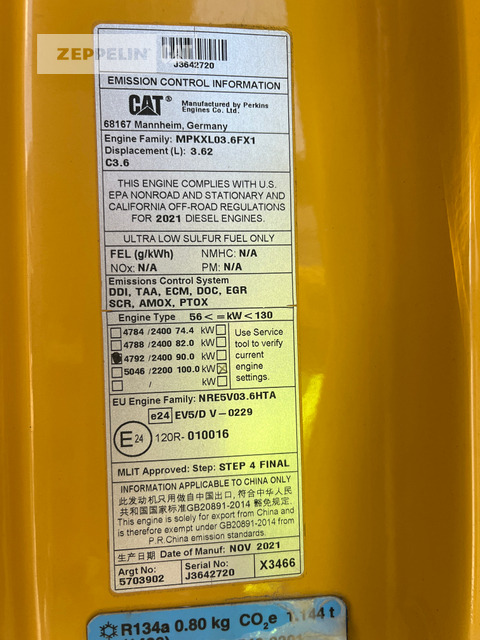 ZEPPELIN
J3642720
EMISSION CONTROL INFORMATION
CAT® Manufactured by Perkins
Engines Co. Ltd.
68167 Mannheim, Germany
Engine Family: MPKXL03.6FX1
Displacement (L): 3.62
C3.6
THIS ENGINE COMPLIES WITH U.S.
EPA NONROAD AND STATIONARY AND
CALIFORNIA OFF-ROAD REGULATIONS
FOR 2021 DIESEL ENGINES.
ULTRA LOW SULFUR FUEL ONLY
FEL (g/kWh) NMHC: N/A
NOx: N/A PM: N/A
Emissions Control System
DDI, TAA, ECM, DOC, EGR
SCR, AMOX, PTOX
Engine Type 56 < = kW < 130
4784 / 2400 74.4 kW
4788 / 2400 82.0 kW
4792 / 2400 90.0 kW
5046 / 2200 100.0 kW
/ kW
Use Service
tool to verify
current
engine
settings.
EU Engine Family: NRE5V03.6HTA
e24 EV5/D V – 0229
E24 120R- 010016
MLIT Approved: Step: STEP 4 FINAL
INFORMATION APPLICABLE TO CHINA ONLY
此发动机只用做自中国出口, 符合中华人民
共和国国家标准GB20891-2014 豁免规定.
This engine is solely for export from China and
is therefore exempt under GB20891-2014 from
P.R.China emission standards.
生产日期 Date of Manuf: NOV 2021
Argt No:
5703902
Serial No:
J3642720
X3466
R134a 0.80 kg CO2e 1.144 t